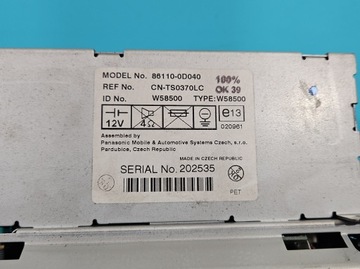 MODEL No. 86110-0D040
100%
REF No. CN-TS0370LC
OK 39
ID No. W58500 TYPE: W58500
12V
4Ω
e13
020961
Assembled by
Panasonic Mobile & Automotive Systems Czech, s.r.o.
Pardubice, Czech Republic
MADE IN CZECH REPUBLIC
SERIAL No. 202535
PET